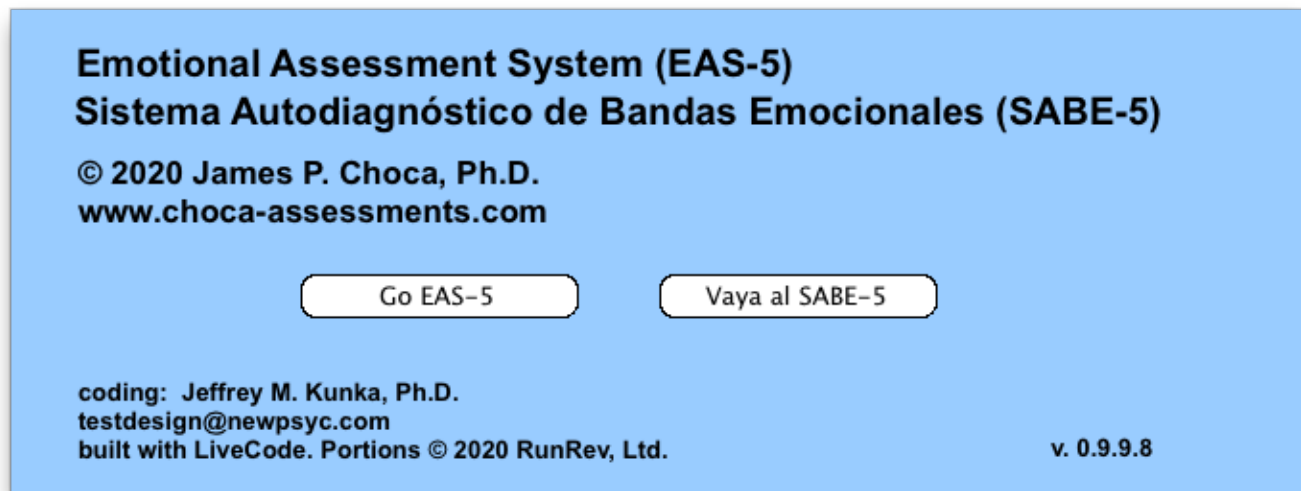 Emotional Assessment System (EAS-5)
Sistema Autodiagnóstico de Bandas Emocionales (SABE-5)
© 2020 James P. Choca, Ph.D.
www.choca-assessments.com
Go EAS-5
Vaya al SABE-5
coding:  Jeffrey M. Kunka, Ph.D.
testdesign@newpsyc.com
built with LiveCode. Portions © 2020 RunRev, Ltd.
v. 0.9.9.8